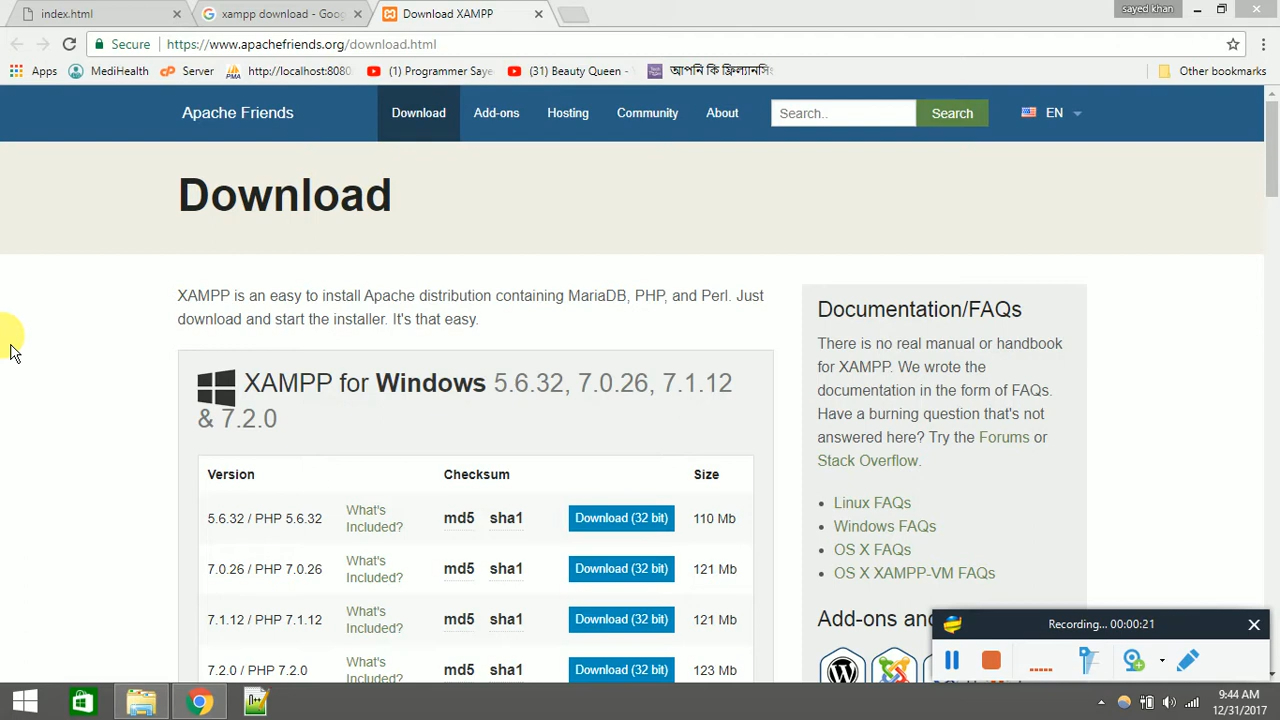 index.html
xampp download - Goog
Download XAMPP
sayed khan
Secure
https://www.apachefriends.org/download.html
Apps
MediHealth
Server
http://localhost:8080
(1) Programmer Saye
(31) Beauty Queen -
আপনি কি ফ্রিল্যান্সিং
Other bookmarks
Apache Friends
Download
Add-ons
Hosting
Community
About
Search..
Search
EN
Download
XAMPP is an easy to install Apache distribution containing MariaDB, PHP, and Perl. Just
download and start the installer. It's that easy.
XAMPP for Windows 5.6.32, 7.0.26, 7.1.12
& 7.2.0
Version Checksum Size
5.6.32 / PHP 5.6.32 What's Included? md5 sha1 Download (32 bit) 110 Mb
7.0.26 / PHP 7.0.26 What's Included? md5 sha1 Download (32 bit) 121 Mb
7.1.12 / PHP 7.1.12 What's Included? md5 sha1 Download (32 bit) 121 Mb
7.2.0 / PHP 7.2.0 What's Included? md5 sha1 Download (32 bit) 123 Mb
Documentation/FAQs
There is no real manual or handbook
for XAMPP. We wrote the
documentation in the form of FAQs.
Have a burning question that's not
answered here? Try the Forums or
Stack Overflow.
Linux FAQs
Windows FAQs
OS X FAQs
OS X XAMPP-VM FAQs
Add-ons and
Recording... 00:00:21
9:44 AM
12/31/2017